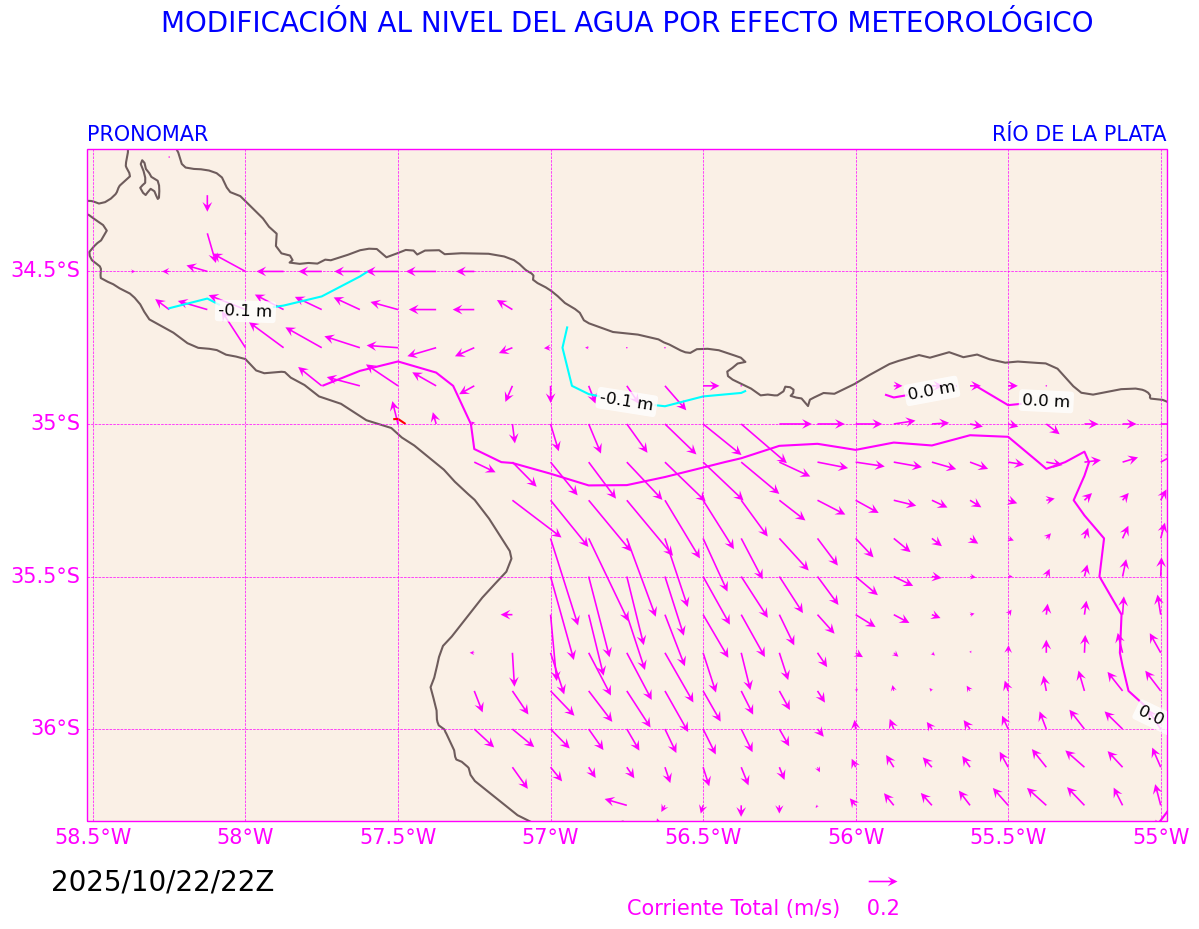 MODIFICACIÓN AL NIVEL DEL AGUA POR EFECTO METEOROLÓGICO
PRONOMAR
RÍO DE LA PLATA
34.5°S
-0.1 m
0.0 m
-0.1 m
0.0 m
35°S
35.5°S
0.0
36°S
58.5°W
58°W
57.5°W
57°W
56.5°W
56°W
55.5°W
55°W
2025/10/22/22Z
Corriente Total (m/s)
0.2